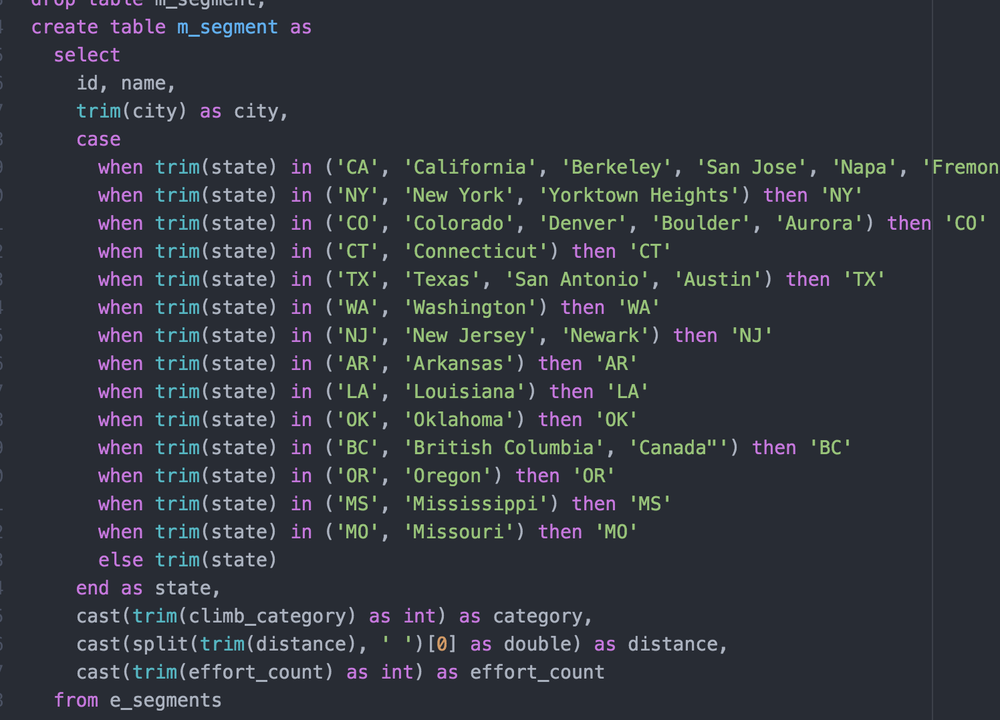 drop table m_segment;
create table m_segment as
select
id, name,
trim(city) as city,
case
when trim(state) in ('CA', 'California', 'Berkeley', 'San Jose', 'Napa', 'Fremon
when trim(state) in ('NY', 'New York', 'Yorktown Heights') then 'NY'
when trim(state) in ('CO', 'Colorado', 'Denver', 'Boulder', 'Aurora') then 'CO'
when trim(state) in ('CT', 'Connecticut') then 'CT'
when trim(state) in ('TX', 'Texas', 'San Antonio', 'Austin') then 'TX'
when trim(state) in ('WA', 'Washington') then 'WA'
when trim(state) in ('NJ', 'New Jersey', 'Newark') then 'NJ'
when trim(state) in ('AR', 'Arkansas') then 'AR'
when trim(state) in ('LA', 'Louisiana') then 'LA'
when trim(state) in ('OK', 'Oklahoma') then 'OK'
when trim(state) in ('BC', 'British Columbia', 'Canada"') then 'BC'
when trim(state) in ('OR', 'Oregon') then 'OR'
when trim(state) in ('MS', 'Mississippi') then 'MS'
when trim(state) in ('MO', 'Missouri') then 'MO'
else trim(state)
end as state,
cast(trim(climb_category) as int) as category,
cast(split(trim(distance), ' ')[0] as double) as distance,
cast(trim(effort_count) as int) as effort_count
from e_segments